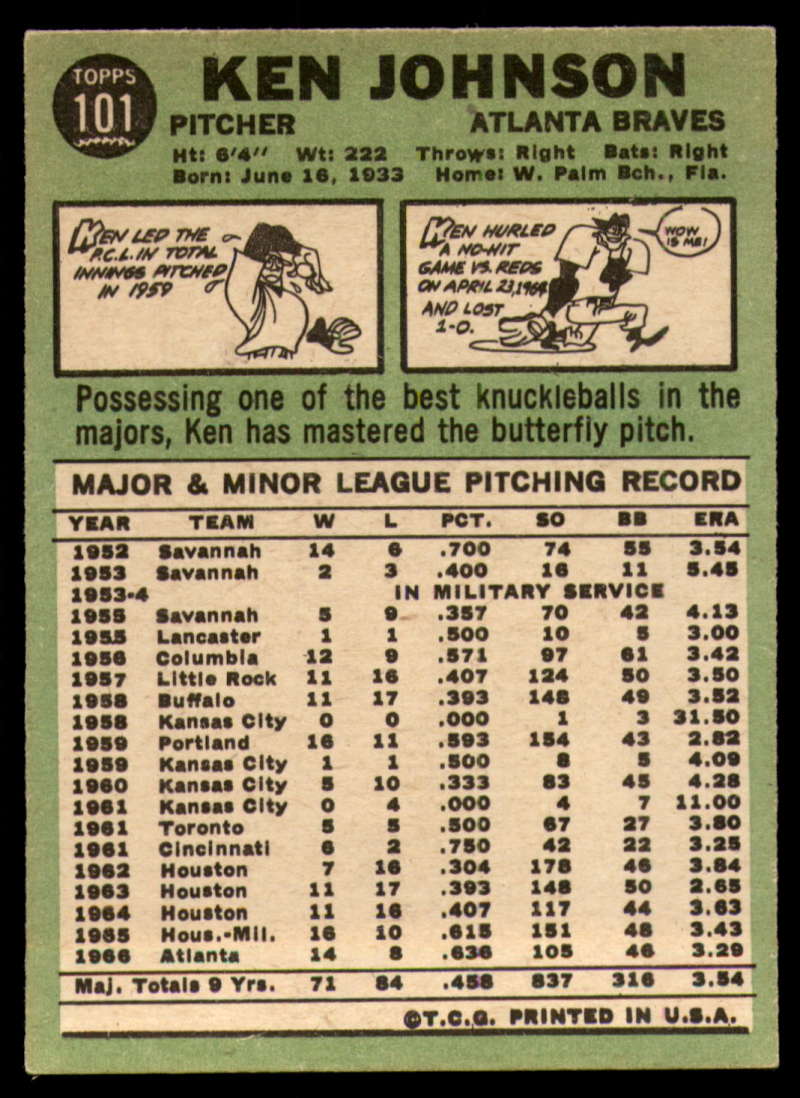 TOPPS
101
KEN JOHNSON
PITCHER ATLANTA BRAVES
Ht: 6'4" Wt: 222 Throws: Right Bats: Right
Born: June 16, 1933 Home: W. Palm Bch., Fla.
KEN LED THE
P.C.L. IN TOTAL
INNINGS PITCHED
IN 1959
KEN HURLED
A NO-HIT
GAME VS. REDS
ON APRIL 23, 1964
AND LOST
1-0.
WOW
IS ME!
Possessing one of the best knuckleballs in the
majors, Ken has mastered the butterfly pitch.
MAJOR & MINOR LEAGUE PITCHING RECORD
YEAR TEAM W L PCT. SO BB ERA
1952 Savannah 14 6 .700 74 55 3.54
1953 Savannah 2 3 .400 16 11 5.45
1953-4 IN MILITARY SERVICE
1955 Savannah 5 9 .357 70 42 4.13
1955 Lancaster 1 1 .500 10 5 3.00
1956 Columbia 12 9 .571 97 61 3.42
1957 Little Rock 11 16 .407 124 50 3.50
1958 Buffalo 11 17 .393 148 49 3.52
1958 Kansas City 0 0 .000 1 3 31.50
1959 Portland 16 11 .593 154 43 2.82
1959 Kansas City 1 1 .500 8 5 4.09
1960 Kansas City 5 10 .333 83 45 4.28
1961 Kansas City 0 4 .000 4 7 11.00
1961 Toronto 5 5 .500 67 27 3.80
1961 Cincinnati 6 2 .750 42 22 3.25
1962 Houston 7 16 .304 178 46 3.84
1963 Houston 11 17 .393 148 50 2.65
1964 Houston 11 16 .407 117 44 3.63
1965 Hous.-Mil. 16 10 .615 151 48 3.43
1966 Atlanta 14 8 .636 105 46 3.29
Maj. Totals 9 Yrs. 71 84 .458 837 316 3.54
©T.C.G. PRINTED IN U.S.A.